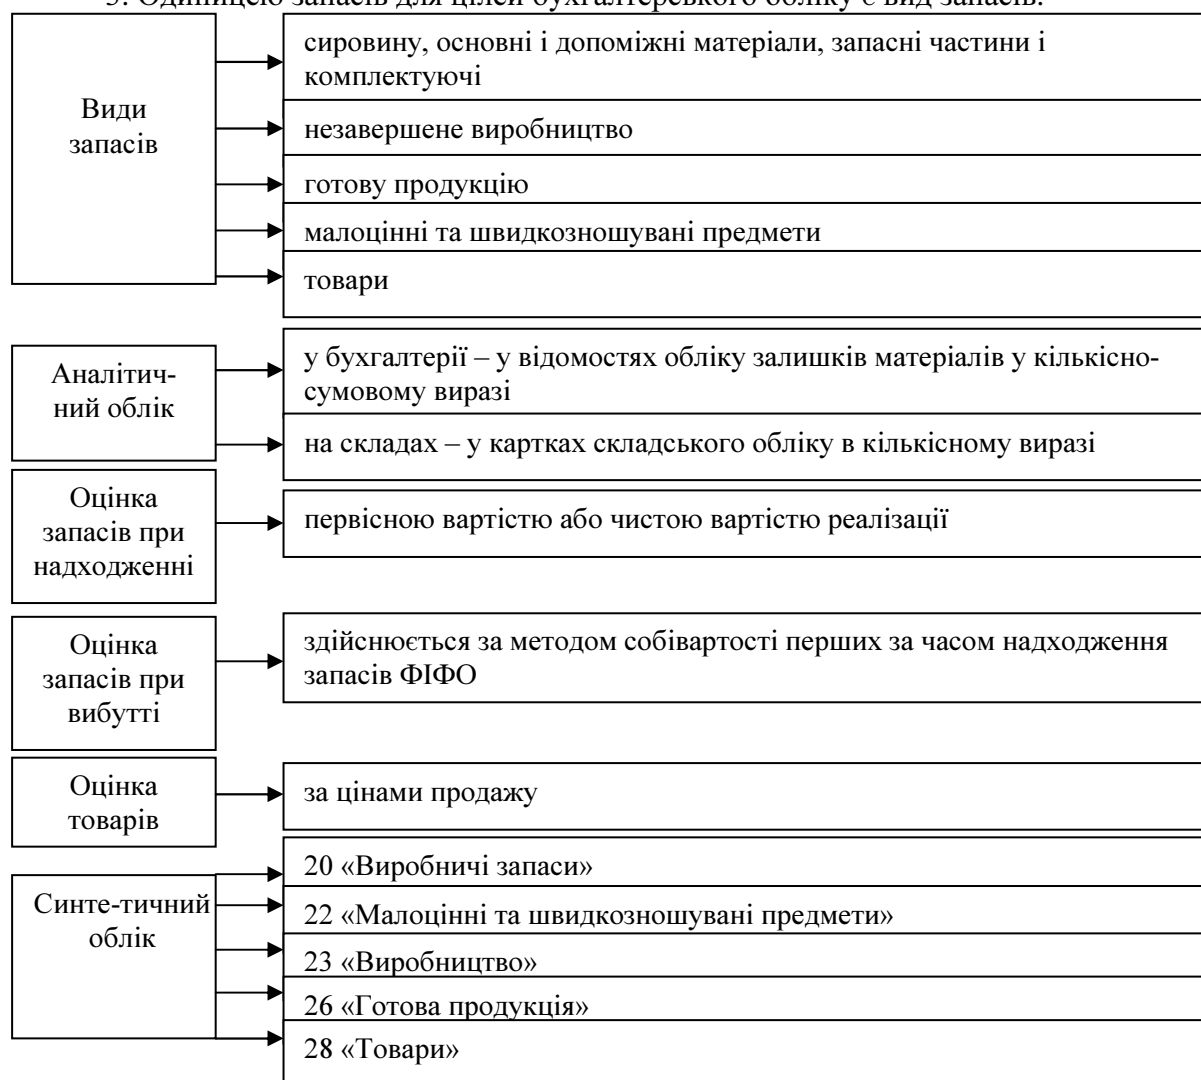 3. Одиницею запасів для цілей бухгалтерського обліку є вид запасів.
Види
запасів
сировину, основні і допоміжні матеріали, запасні частини і
комплектуючі
незавершене виробництво
готову продукцію
малоцінні та швидкозношувані предмети
товари
Аналітич-
ний облік
у бухгалтерії – у відомостях обліку залишків матеріалів у кількісно-
сумовому виразі
на складах – у картках складського обліку в кількісному виразі
Оцінка
запасів при
надходженні
первісною вартістю або чистою вартістю реалізації
Оцінка
запасів при
вибутті
здійснюється за методом собівартості перших за часом надходження
запасів ФІФО
Оцінка
товарів
за цінами продажу
Синте-тичний
облік
20 «Виробничі запаси»
22 «Малоцінні та швидкозношувані предмети»
23 «Виробництво»
26 «Готова продукція»
28 «Товари»